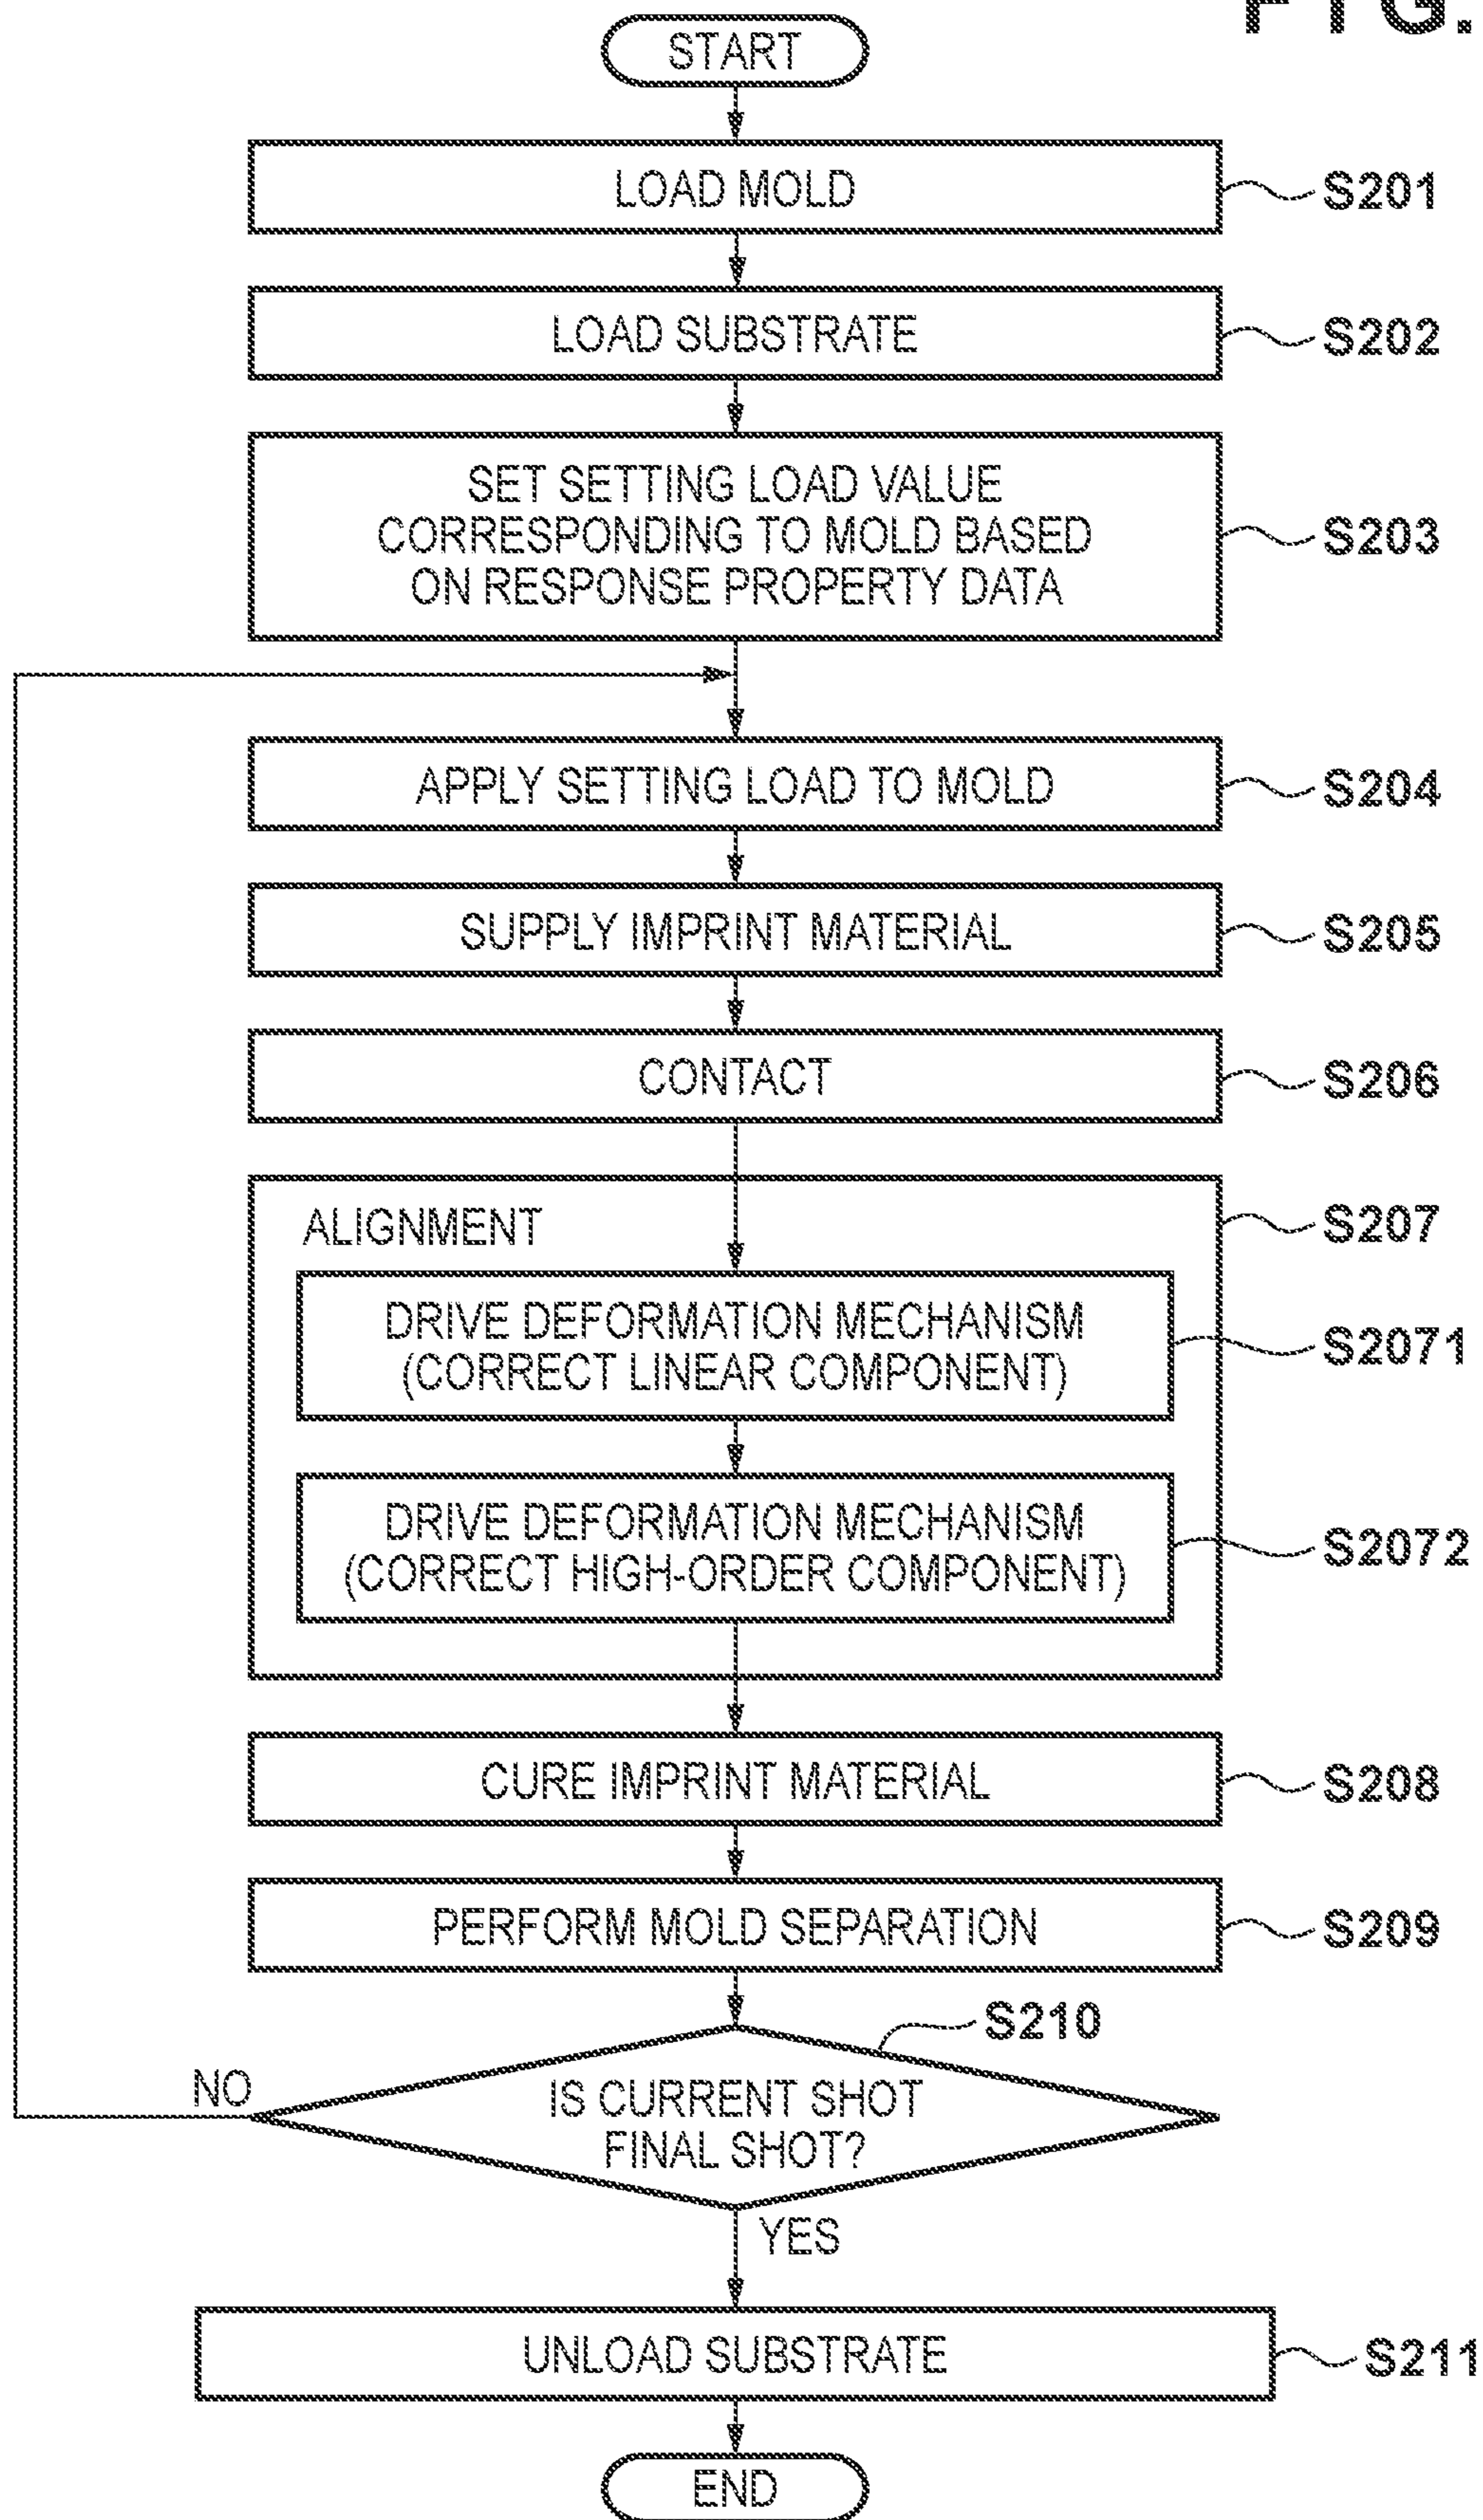 FIG.
START
LOAD MOLD
S201
LOAD SUBSTRATE
S202
SET SETTING LOAD VALUE
CORRESPONDING TO MOLD BASED
ON RESPONSE PROPERTY DATA
S203
APPLY SETTING LOAD TO MOLD
S204
SUPPLY IMPRINT MATERIAL
S205
CONTACT
S206
ALIGNMENT
S207
DRIVE DEFORMATION MECHANISM
(CORRECT LINEAR COMPONENT)
S2071
DRIVE DEFORMATION MECHANISM
(CORRECT HIGH-ORDER COMPONENT)
S2072
CURE IMPRINT MATERIAL
S208
PERFORM MOLD SEPARATION
S209
S210
IS CURRENT SHOT
FINAL SHOT?
NO
YES
UNLOAD SUBSTRATE
S211
END